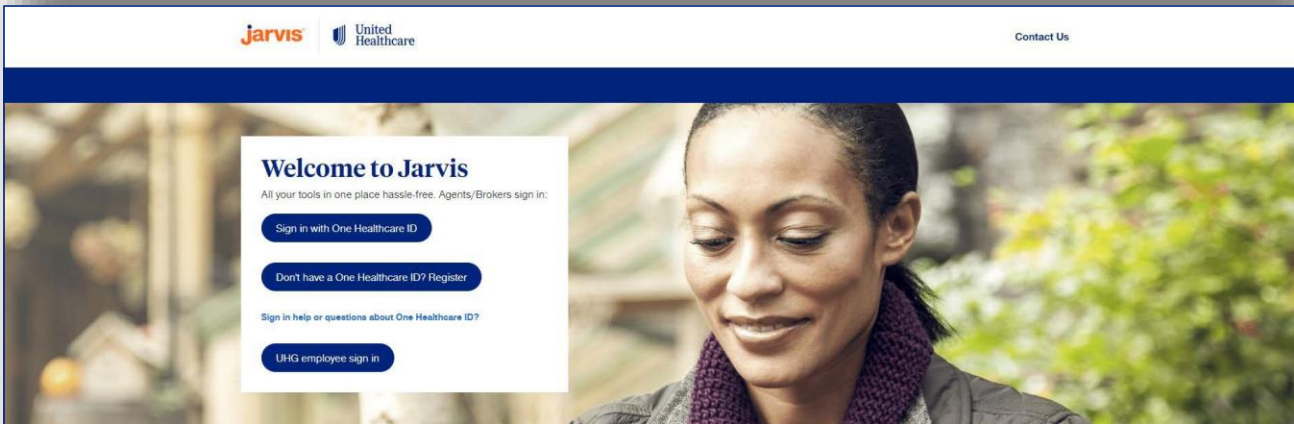 jarvis
United
Healthcare
Contact Us
Welcome to Jarvis
All your tools in one place hassle-free. Agents/Brokers sign in:
Sign in with One Healthcare ID
Don't have a One Healthcare ID? Register
Sign in help or questions about One Healthcare ID?
UHG employee sign in